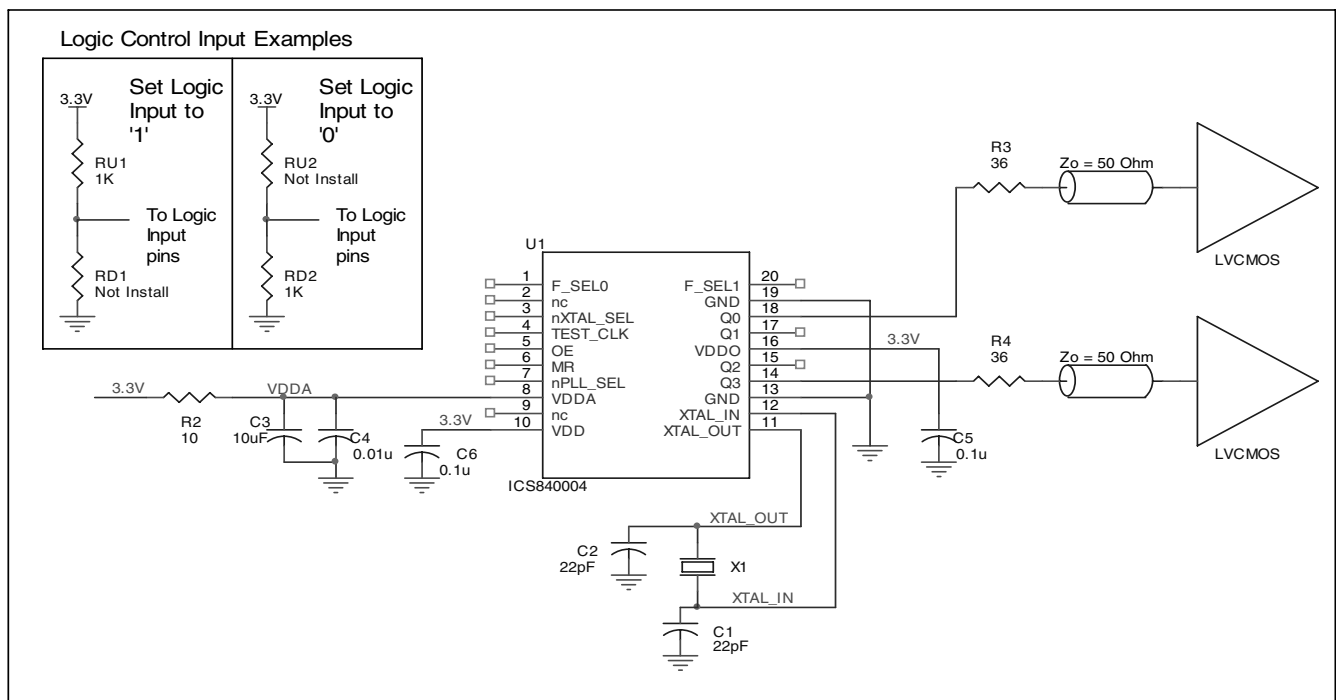 Logic Control Input Examples
Set Logic
Input to
'1'
3.3V
RU1
1K
To Logic
Input
pins
RD1
Not Install
Set Logic
Input to
'0'
3.3V
RU2
Not Install
To Logic
Input
pins
RD2
1K
R3
36
Zo = 50 Ohm
LVCMOS
U1
1 F_SEL0
2 nc
3 nXTAL_SEL
4 TEST_CLK
5 OE
6 MR
7 nPLL_SEL
8 VDDA
9 nc
10 VDD
F_SEL1 20
GND 19
Q0 18
Q1 17
VDDO 16
Q2 15
Q3 14
GND 13
XTAL_IN 12
XTAL_OUT 11
ICS840004
3.3V
R4
36
Zo = 50 Ohm
LVCMOS
3.3V
VDDA
R2
10
C3
10uF
C4
0.01u
3.3V
C6
0.1u
C5
0.1u
XTAL_OUT
C2
22pF
X1
XTAL_IN
C1
22pF